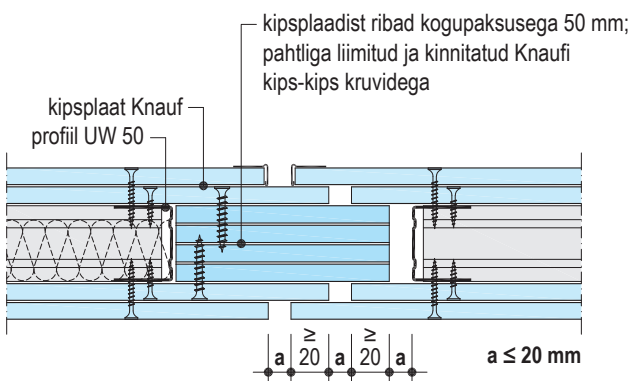 kipsplaadist ribad kogupaksusega 50 mm;
pahtliga liimitud ja kinnitatud Knaufi
kips-kips kruvidega
kipsplaat Knauf
profiil UW 50
≥ ≥
a 20 a 20 a
a ≤ 20 mm